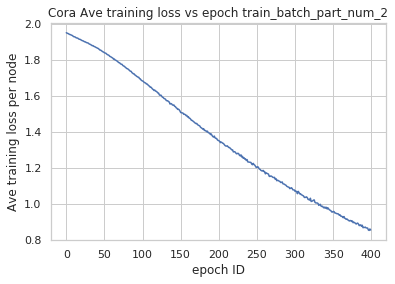 Cora Ave training loss vs epoch train_batch_part_num_2
Ave training loss per node
2.0
1.8
1.6
1.4
1.2
1.0
0.8
0 50 100 150 200 250 300 350 400
epoch ID